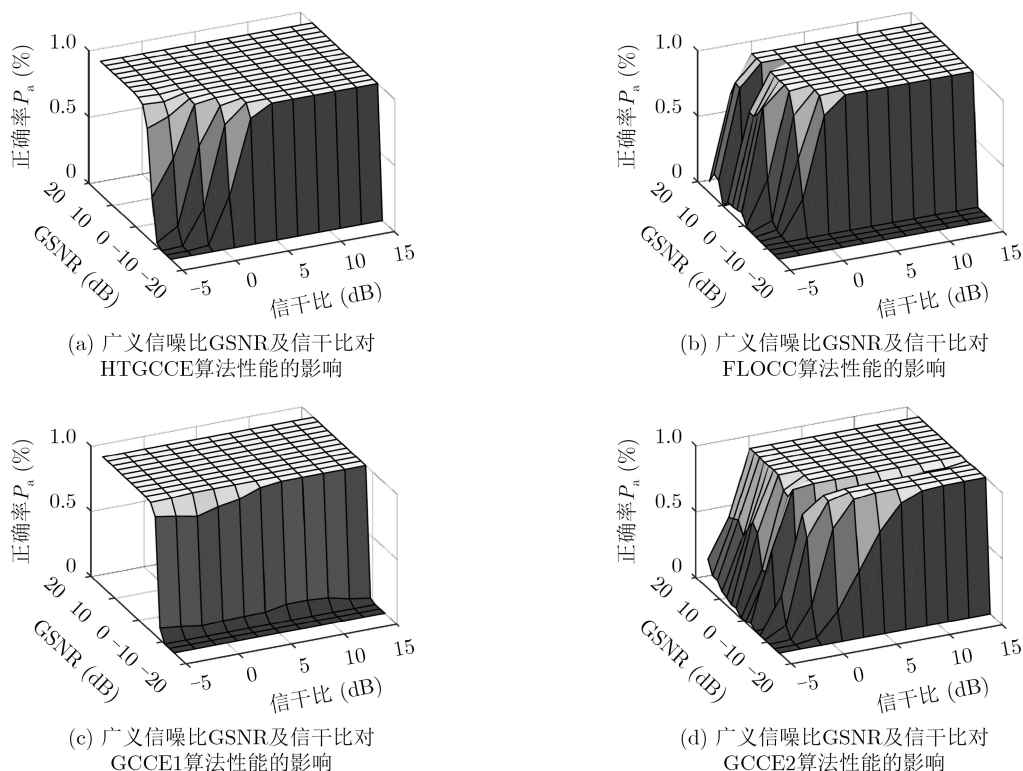 1.0
0.5
0
正确率Pa (%)
20
10
0
−10
−20
GSNR (dB)
−5
0
5
10
15
信干比 (dB)
(a) 广义信噪比GSNR及信干比对
HTGCCE算法性能的影响
1.0
0.5
0
正确率Pa (%)
20
10
0
−10
−20
GSNR (dB)
−5
0
5
10
15
信干比 (dB)
(b) 广义信噪比GSNR及信干比对
FLOCC算法性能的影响
1.0
0.5
0
正确率Pa (%)
20
10
0
−10
−20
GSNR (dB)
−5
0
5
10
15
信干比 (dB)
(c) 广义信噪比GSNR及信干比对
GCCE1算法性能的影响
1.0
0.5
0
正确率Pa (%)
20
10
0
−10
−20
GSNR (dB)
−5
0
5
10
15
信干比 (dB)
(d) 广义信噪比GSNR及信干比对
GCCE2算法性能的影响